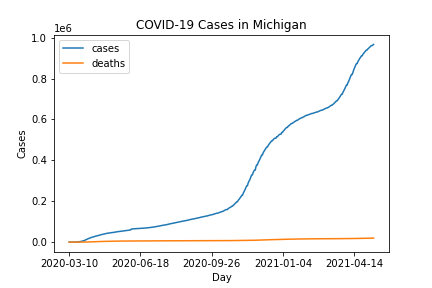 COVID-19 Cases in Michigan
1e6
cases
deaths
1.0
0.8
0.6
0.4
0.2
0.0
Cases
2020-03-10 2020-06-18 2020-09-26 2021-01-04 2021-04-14
Day